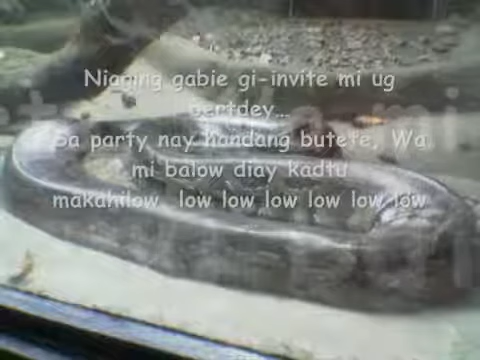 Niaging gabie gi-invite mi ug
bertdey...
Sa party nay handang butete, Wa
mi balow diay kadtu
makahilow low low low low low low